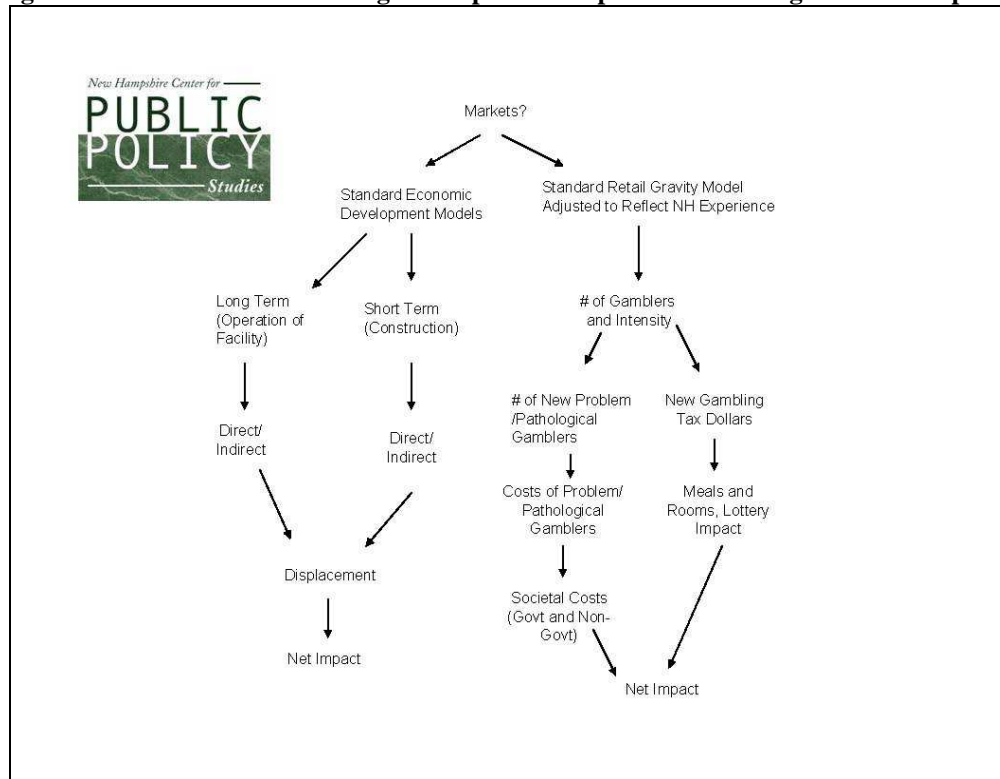 New Hampshire Center for
PUBLIC
POLICY
Studies
Markets?
Standard Economic
Development Models
Standard Retail Gravity Model
Adjusted to Reflect NH Experience
Long Term
(Operation of
Facility)
Short Term
(Construction)
# of Gamblers
and Intensity
Direct/
Indirect
Direct/
Indirect
# of New Problem
/Pathological
Gamblers
New Gambling
Tax Dollars
Costs of Problem/
Pathological
Gamblers
Meals and
Rooms, Lottery
Impact
Displacement
Societal Costs
(Govt and Non-
Govt)
Net Impact
Net Impact